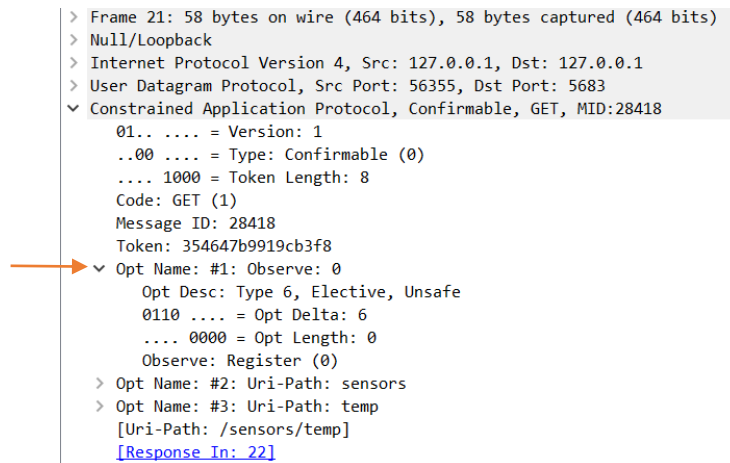 > Frame 21: 58 bytes on wire (464 bits), 58 bytes captured (464 bits)
> Null/Loopback
> Internet Protocol Version 4, Src: 127.0.0.1, Dst: 127.0.0.1
> User Datagram Protocol, Src Port: 56355, Dst Port: 5683
Constrained Application Protocol, Confirmable, GET, MID:28418
01.. .... = Version: 1
..00 .... = Type: Confirmable (0)
.... 1000 = Token Length: 8
Code: GET (1)
Message ID: 28418
Token: 354647b9919cb3f8
Opt Name: #1: Observe: 0
Opt Desc: Type 6, Elective, Unsafe
0110 .... = Opt Delta: 6
.... 0000 = Opt Length: 0
Observe: Register (0)
> Opt Name: #2: Uri-Path: sensors
> Opt Name: #3: Uri-Path: temp
[Uri-Path: /sensors/temp]
[Response In: 22]